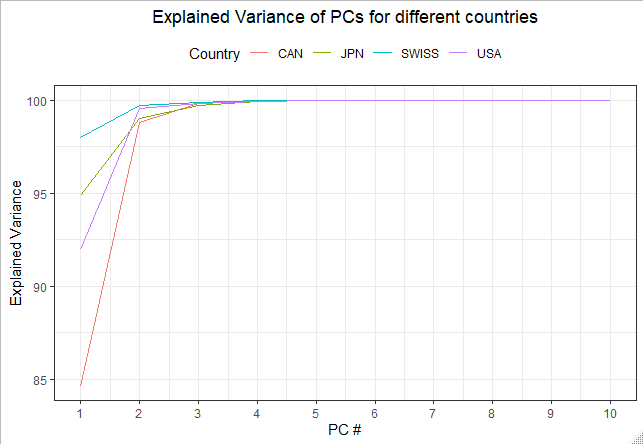 Explained Variance of PCs for different countries
Country CAN JPN SWISS USA
Explained Variance
100
95
90
85
1 2 3 4 5 6 7 8 9 10
PC #